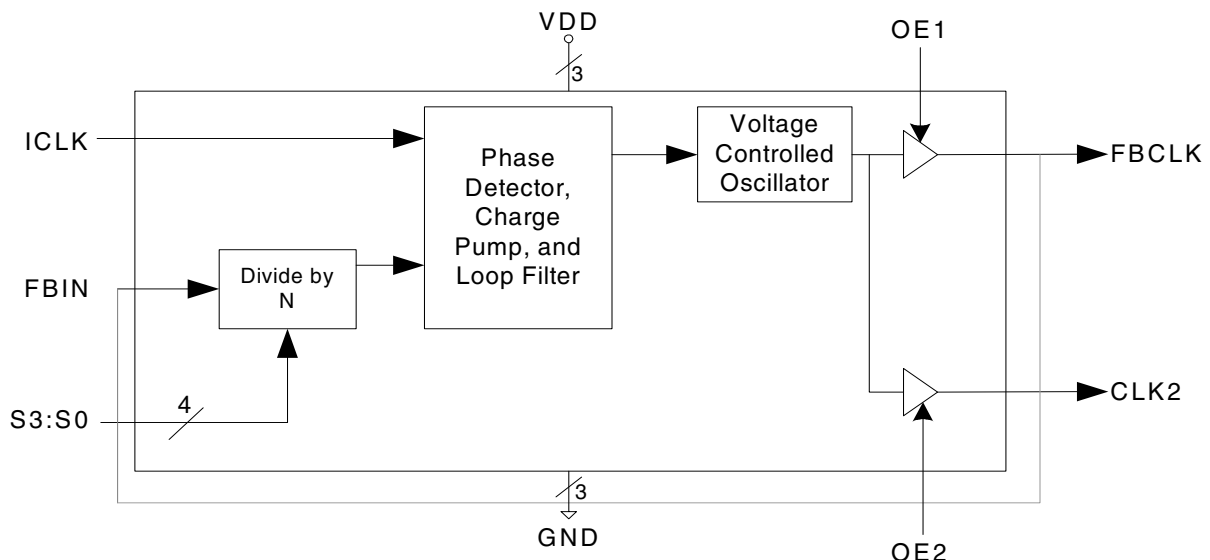 VDD
OE1
3
ICLK
Phase
Detector,
Charge
Pump, and
Loop Filter
Voltage
Controlled
Oscillator
FBCLK
FBIN
Divide by
N
S3:S0
4
CLK2
3
GND
OE2